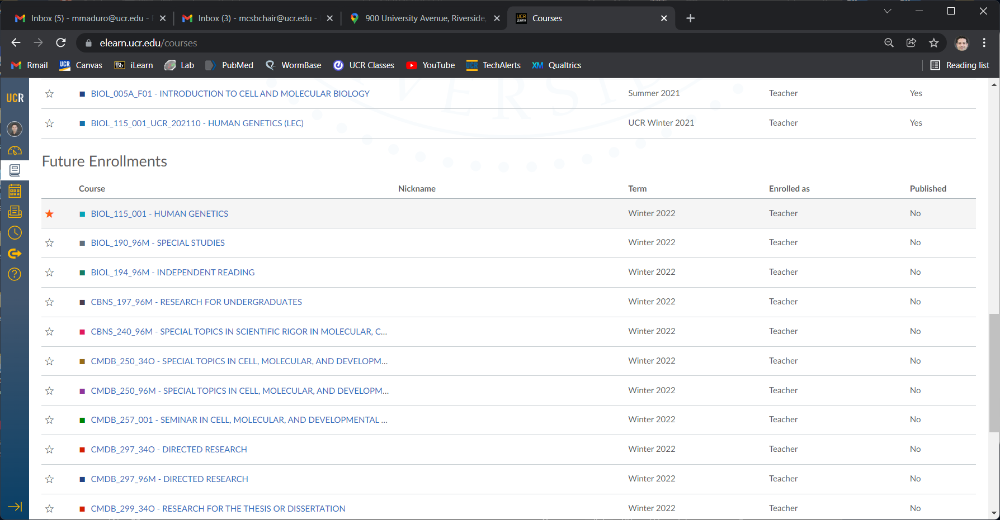 Inbox (5) - mmaduro@ucr.edu -
Inbox (3) - mcsbchair@ucr.edu -
900 University Avenue, Riverside,
UCR LEARN
Courses
elearn.ucr.edu/courses
Rmail
UCR
Canvas
Bb
iLearn
Lab
PubMed
WormBase
UCR Classes
YouTube
UCR
TechAlerts
XM
Qualtrics
Reading list
UCR
VERSID
BIOL_005A_F01 - INTRODUCTION TO CELL AND MOLECULAR BIOLOGY Summer 2021 Teacher Yes
BIOL_115_001_UCR_202110 - HUMAN GENETICS (LEC) UCR Winter 2021 Teacher Yes
Future Enrollments
Course Nickname Term Enrolled as Published
BIOL_115_001 - HUMAN GENETICS Winter 2022 Teacher No
BIOL_190_96M - SPECIAL STUDIES Winter 2022 Teacher No
BIOL_194_96M - INDEPENDENT READING Winter 2022 Teacher No
CBNS_197_96M - RESEARCH FOR UNDERGRADUATES Winter 2022 Teacher No
CBNS_240_96M - SPECIAL TOPICS IN SCIENTIFIC RIGOR IN MOLECULAR, C... Winter 2022 Teacher No
CMDB_250_34O - SPECIAL TOPICS IN CELL, MOLECULAR, AND DEVELOPM... Winter 2022 Teacher No
CMDB_250_96M - SPECIAL TOPICS IN CELL, MOLECULAR, AND DEVELOPM... Winter 2022 Teacher No
CMDB_257_001 - SEMINAR IN CELL, MOLECULAR, AND DEVELOPMENTAL ... Winter 2022 Teacher No
CMDB_297_34O - DIRECTED RESEARCH Winter 2022 Teacher No
CMDB_297_96M - DIRECTED RESEARCH Winter 2022 Teacher No
CMDB_299_34O - RESEARCH FOR THE THESIS OR DISSERTATION Winter 2022 Teacher No